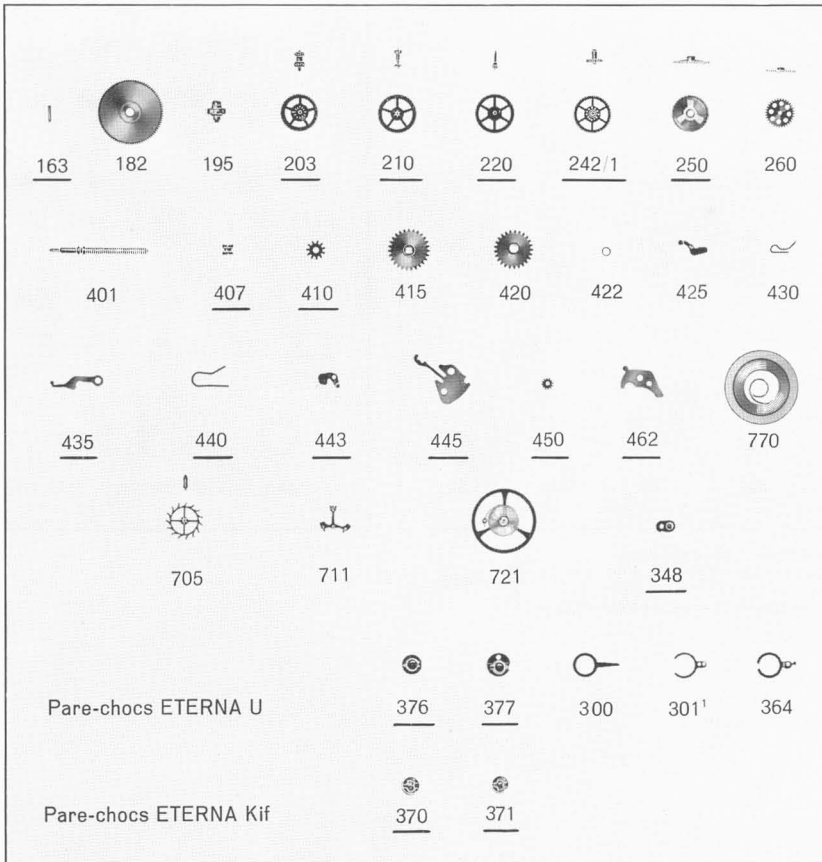 163 182 195 203 210 220 242/1 250 260
401 407 410 415 420 422 425 430
435 440 443 445 450 462 770
705 711 721 348
Pare-chocs ETERNA U 376 377 300 301¹ 364
Pare-chocs ETERNA Kif 370 371